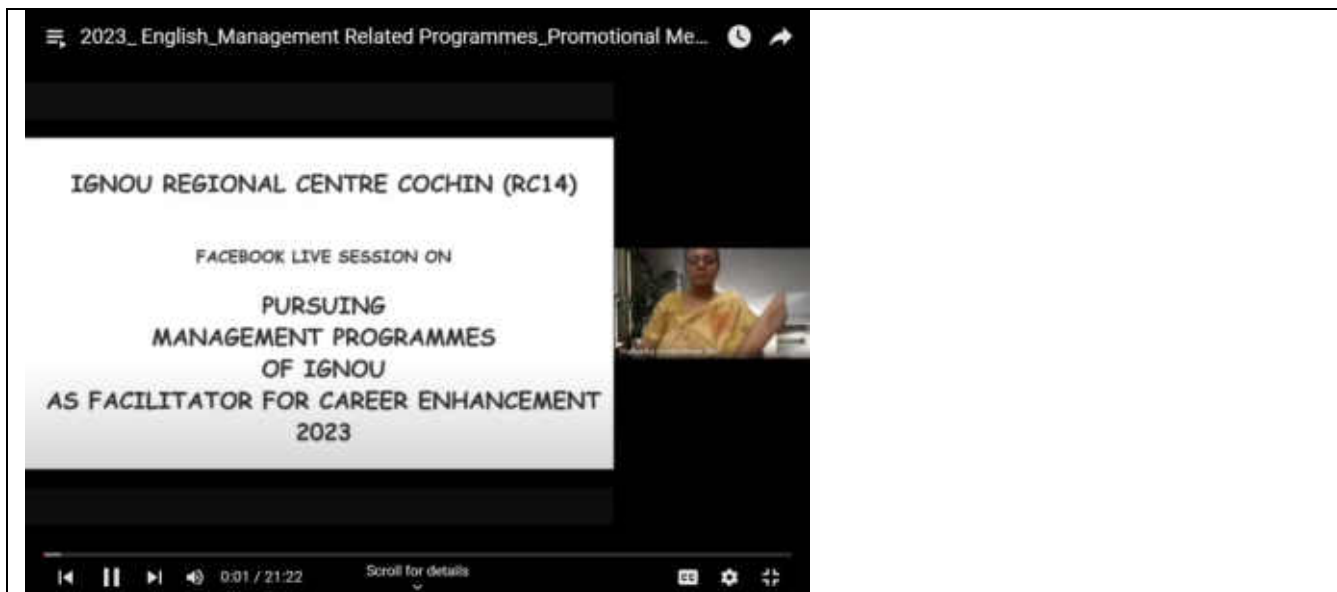 2023_ English_Management Related Programmes_Promotional Me...
IGNOU REGIONAL CENTRE COCHIN (RC14)
FACEBOOK LIVE SESSION ON
PURSUING
MANAGEMENT PROGRAMMES
OF IGNOU
AS FACILITATOR FOR CAREER ENHANCEMENT
2023
0:01 / 21:22
Scroll for details
CC